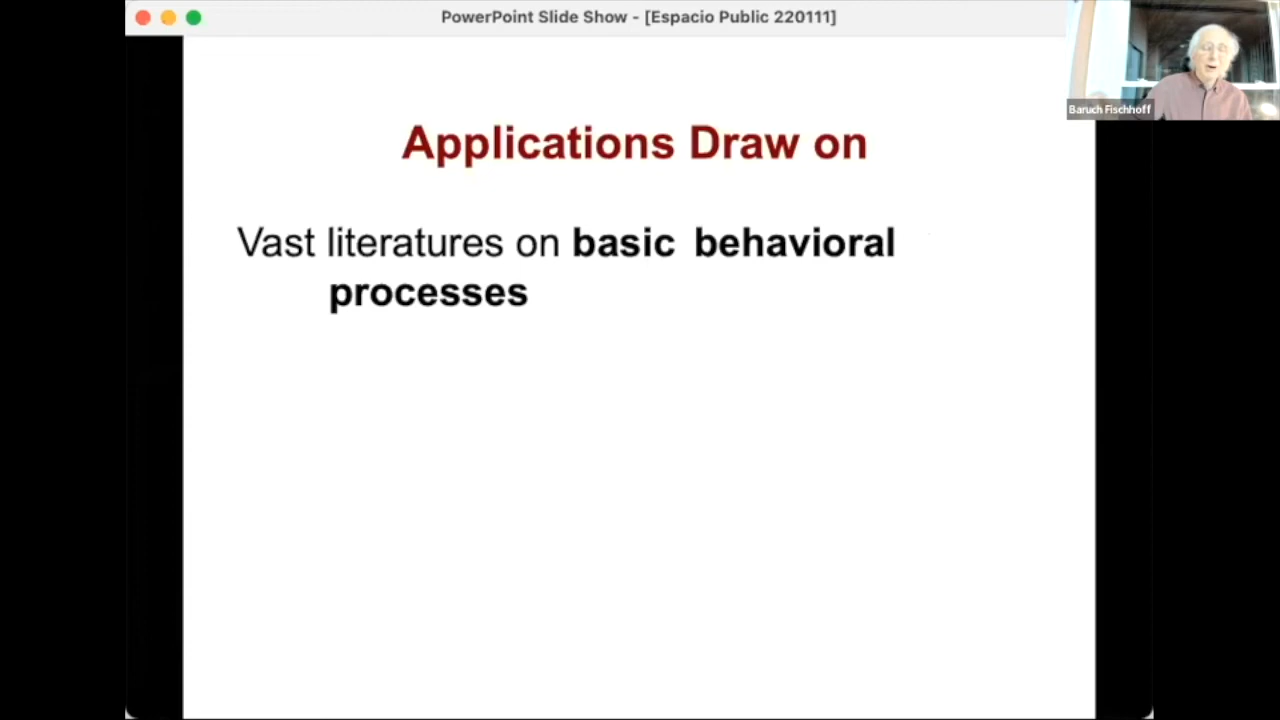 PowerPoint Slide Show - [Espacio Public 220111]
Baruch Fischhoff
Applications Draw on
Vast literatures on basic behavioral
processes